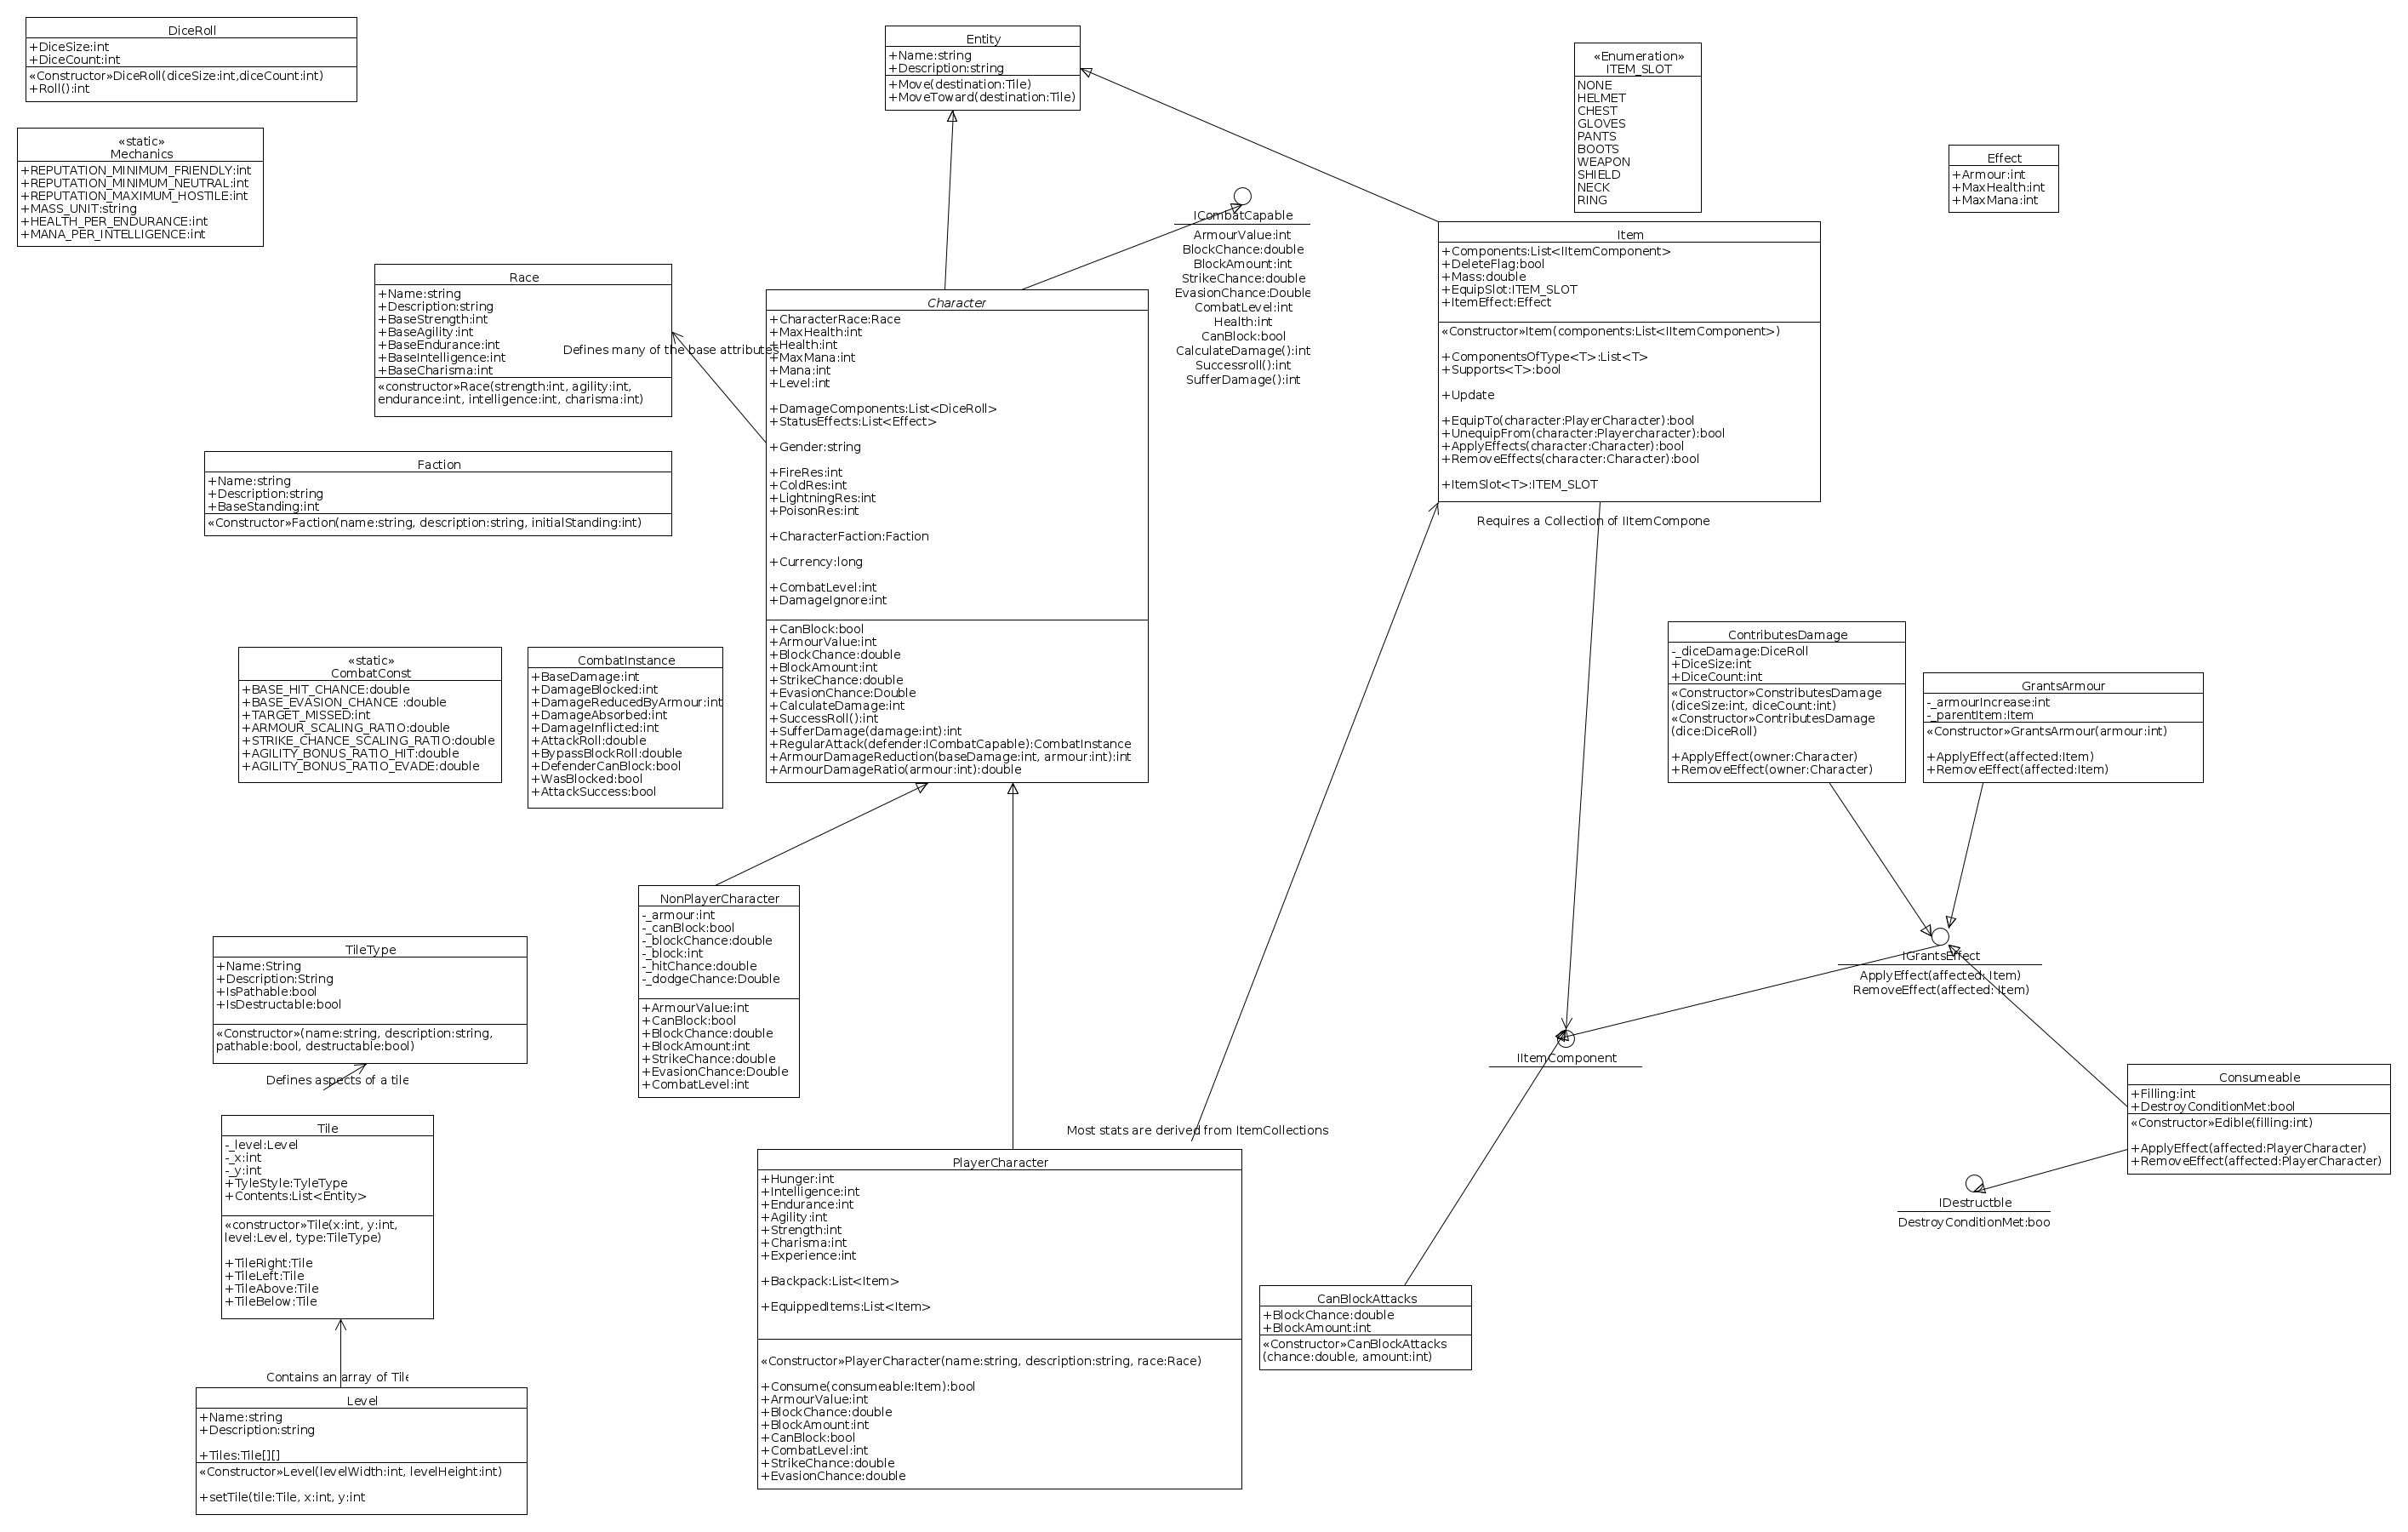 DiceRoll
+DiceSize:int
+DiceCount:int
«Constructor»DiceRoll(diceSize:int,diceCount:int)
+Roll():int
«static»
Mechanics
+REPUTATION_MINIMUM_FRIENDLY:int
+REPUTATION_MINIMUM_NEUTRAL:int
+REPUTATION_MAXIMUM_HOSTILE:int
+MASS_UNIT:string
+HEALTH_PER_ENDURANCE:int
+MANA_PER_INTELLIGENCE:int
Entity
+Name:string
+Description:string
+Move(destination:Tile)
+MoveToward(destination:Tile)
«Enumeration»
ITEM_SLOT
NONE
HELMET
CHEST
GLOVES
PANTS
BOOTS
WEAPON
SHIELD
NECK
RING
Effect
+Armour:int
+MaxHealth:int
+MaxMana:int
ICombatCapable
ArmourValue:int
BlockChance:double
BlockAmount:int
StrikeChance:double
EvasionChance:Double
CombatLevel:int
Health:int
CanBlock:bool
CalculateDamage():int
Successroll():int
SufferDamage():int
Race
+Name:string
+Description:string
+BaseStrength:int
+BaseAgility:int
+BaseEndurance:int
+BaseIntelligence:int
+BaseCharisma:int
«constructor»Race(strength:int, agility:int,
endurance:int, intelligence:int, charisma:int)
Defines many of the base attributes
Character
+CharacterRace:Race
+MaxHealth:int
+Health:int
+MaxMana:int
+Mana:int
+Level:int
+DamageComponents:List<DiceRoll>
+StatusEffects:List<Effect>
+Gender:string
+FireRes:int
+ColdRes:int
+LightningRes:int
+PoisonRes:int
+CharacterFaction:Faction
+Currency:long
+CombatLevel:int
+DamageIgnore:int
+CanBlock:bool
+ArmourValue:int
+BlockChance:double
+BlockAmount:int
+StrikeChance:double
+EvasionChance:Double
+CalculateDamage:int
+SuccessRoll():int
+SufferDamage(damage:int):int
+RegularAttack(defender:ICombatCapable):CombatInstance
+ArmourDamageReduction(baseDamage:int, armour:int):int
+ArmourDamageRatio(armour:int):double
Item
+Components:List<IItemComponent>
+DeleteFlag:bool
+Mass:double
+EquipSlot:ITEM_SLOT
+ItemEffect:Effect
«Constructor»Item(components:List<IItemComponent>)
+ComponentsOfType<T>:List<T>
+Supports<T>:bool
+Update
+EquipTo(character:PlayerCharacter):bool
+UnequipFrom(character:Playercharacter):bool
+ApplyEffects(character:Character):bool
+RemoveEffects(character:Character):bool
+ItemSlot<T>:ITEM_SLOT
Requires a Collection of IItemCompone
Faction
+Name:string
+Description:string
+BaseStanding:int
«Constructor»Faction(name:string, description:string, initialStanding:int)
«static»
CombatConst
+BASE_HIT_CHANCE:double
+BASE_EVASION_CHANCE :double
+TARGET_MISSED:int
+ARMOUR_SCALING_RATIO:double
+STRIKE_CHANCE_SCALING_RATIO:double
+AGILITY_BONUS_RATIO_HIT:double
+AGILITY_BONUS_RATIO_EVADE:double
CombatInstance
+BaseDamage:int
+DamageBlocked:int
+DamageReducedByArmour:int
+DamageAbsorbed:int
+DamageInflicted:int
+AttackRoll:double
+BypassBlockRoll:double
+DefenderCanBlock:bool
+WasBlocked:bool
+AttackSuccess:bool
ContributesDamage
-_diceDamage:DiceRoll
+DiceSize:int
+DiceCount:int
«Constructor»ConstributesDamage
(diceSize:int, diceCount:int)
«Constructor»ContributesDamage
(dice:DiceRoll)
+ApplyEffect(owner:Character)
+RemoveEffect(owner:Character)
GrantsArmour
-_armourIncrease:int
-_parentItem:Item
«Constructor»GrantsArmour(armour:int)
+ApplyEffect(affected:Item)
+RemoveEffect(affected:Item)
NonPlayerCharacter
-_armour:int
-_canBlock:bool
-_blockChance:double
-_block:int
-_hitChance:double
-_dodgeChance:Double
+ArmourValue:int
+CanBlock:bool
+BlockChance:double
+BlockAmount:int
+StrikeChance:double
+EvasionChance:Double
+CombatLevel:int
TileType
+Name:String
+Description:String
+IsPathable:bool
+IsDestructable:bool
«Constructor»(name:string, description:string,
pathable:bool, destructable:bool)
Defines aspects of a tile
IGrantsEffect
ApplyEffect(affected: Item)
RemoveEffect(affected: Item)
IItemComponent
Consumeable
+Filling:int
+DestroyConditionMet:bool
«Constructor»Edible(filling:int)
+ApplyEffect(affected:PlayerCharacter)
+RemoveEffect(affected:PlayerCharacter)
IDestructble
DestroyConditionMet:boo
Tile
-_level:Level
-_x:int
-_y:int
+TyleStyle:TyleType
+Contents:List<Entity>
«constructor»Tile(x:int, y:int,
level:Level, type:TileType)
+TileRight:Tile
+TileLeft:Tile
+TileAbove:Tile
+TileBelow:Tile
Most stats are derived from ItemCollections
PlayerCharacter
+Hunger:int
+Intelligence:int
+Endurance:int
+Agility:int
+Strength:int
+Charisma:int
+Experience:int
+Backpack:List<Item>
+EquippedItems:List<Item>
«Constructor»PlayerCharacter(name:string, description:string, race:Race)
+Consume(consumeable:Item):bool
+ArmourValue:int
+BlockChance:double
+BlockAmount:int
+CanBlock:bool
+CombatLevel:int
+StrikeChance:double
+EvasionChance:double
CanBlockAttacks
+BlockChance:double
+BlockAmount:int
«Constructor»CanBlockAttacks
(chance:double, amount:int)
Contains an array of Tile
Level
+Name:string
+Description:string
+Tiles:Tile[][]
«Constructor»Level(levelWidth:int, levelHeight:int)
+setTile(tile:Tile, x:int, y:int